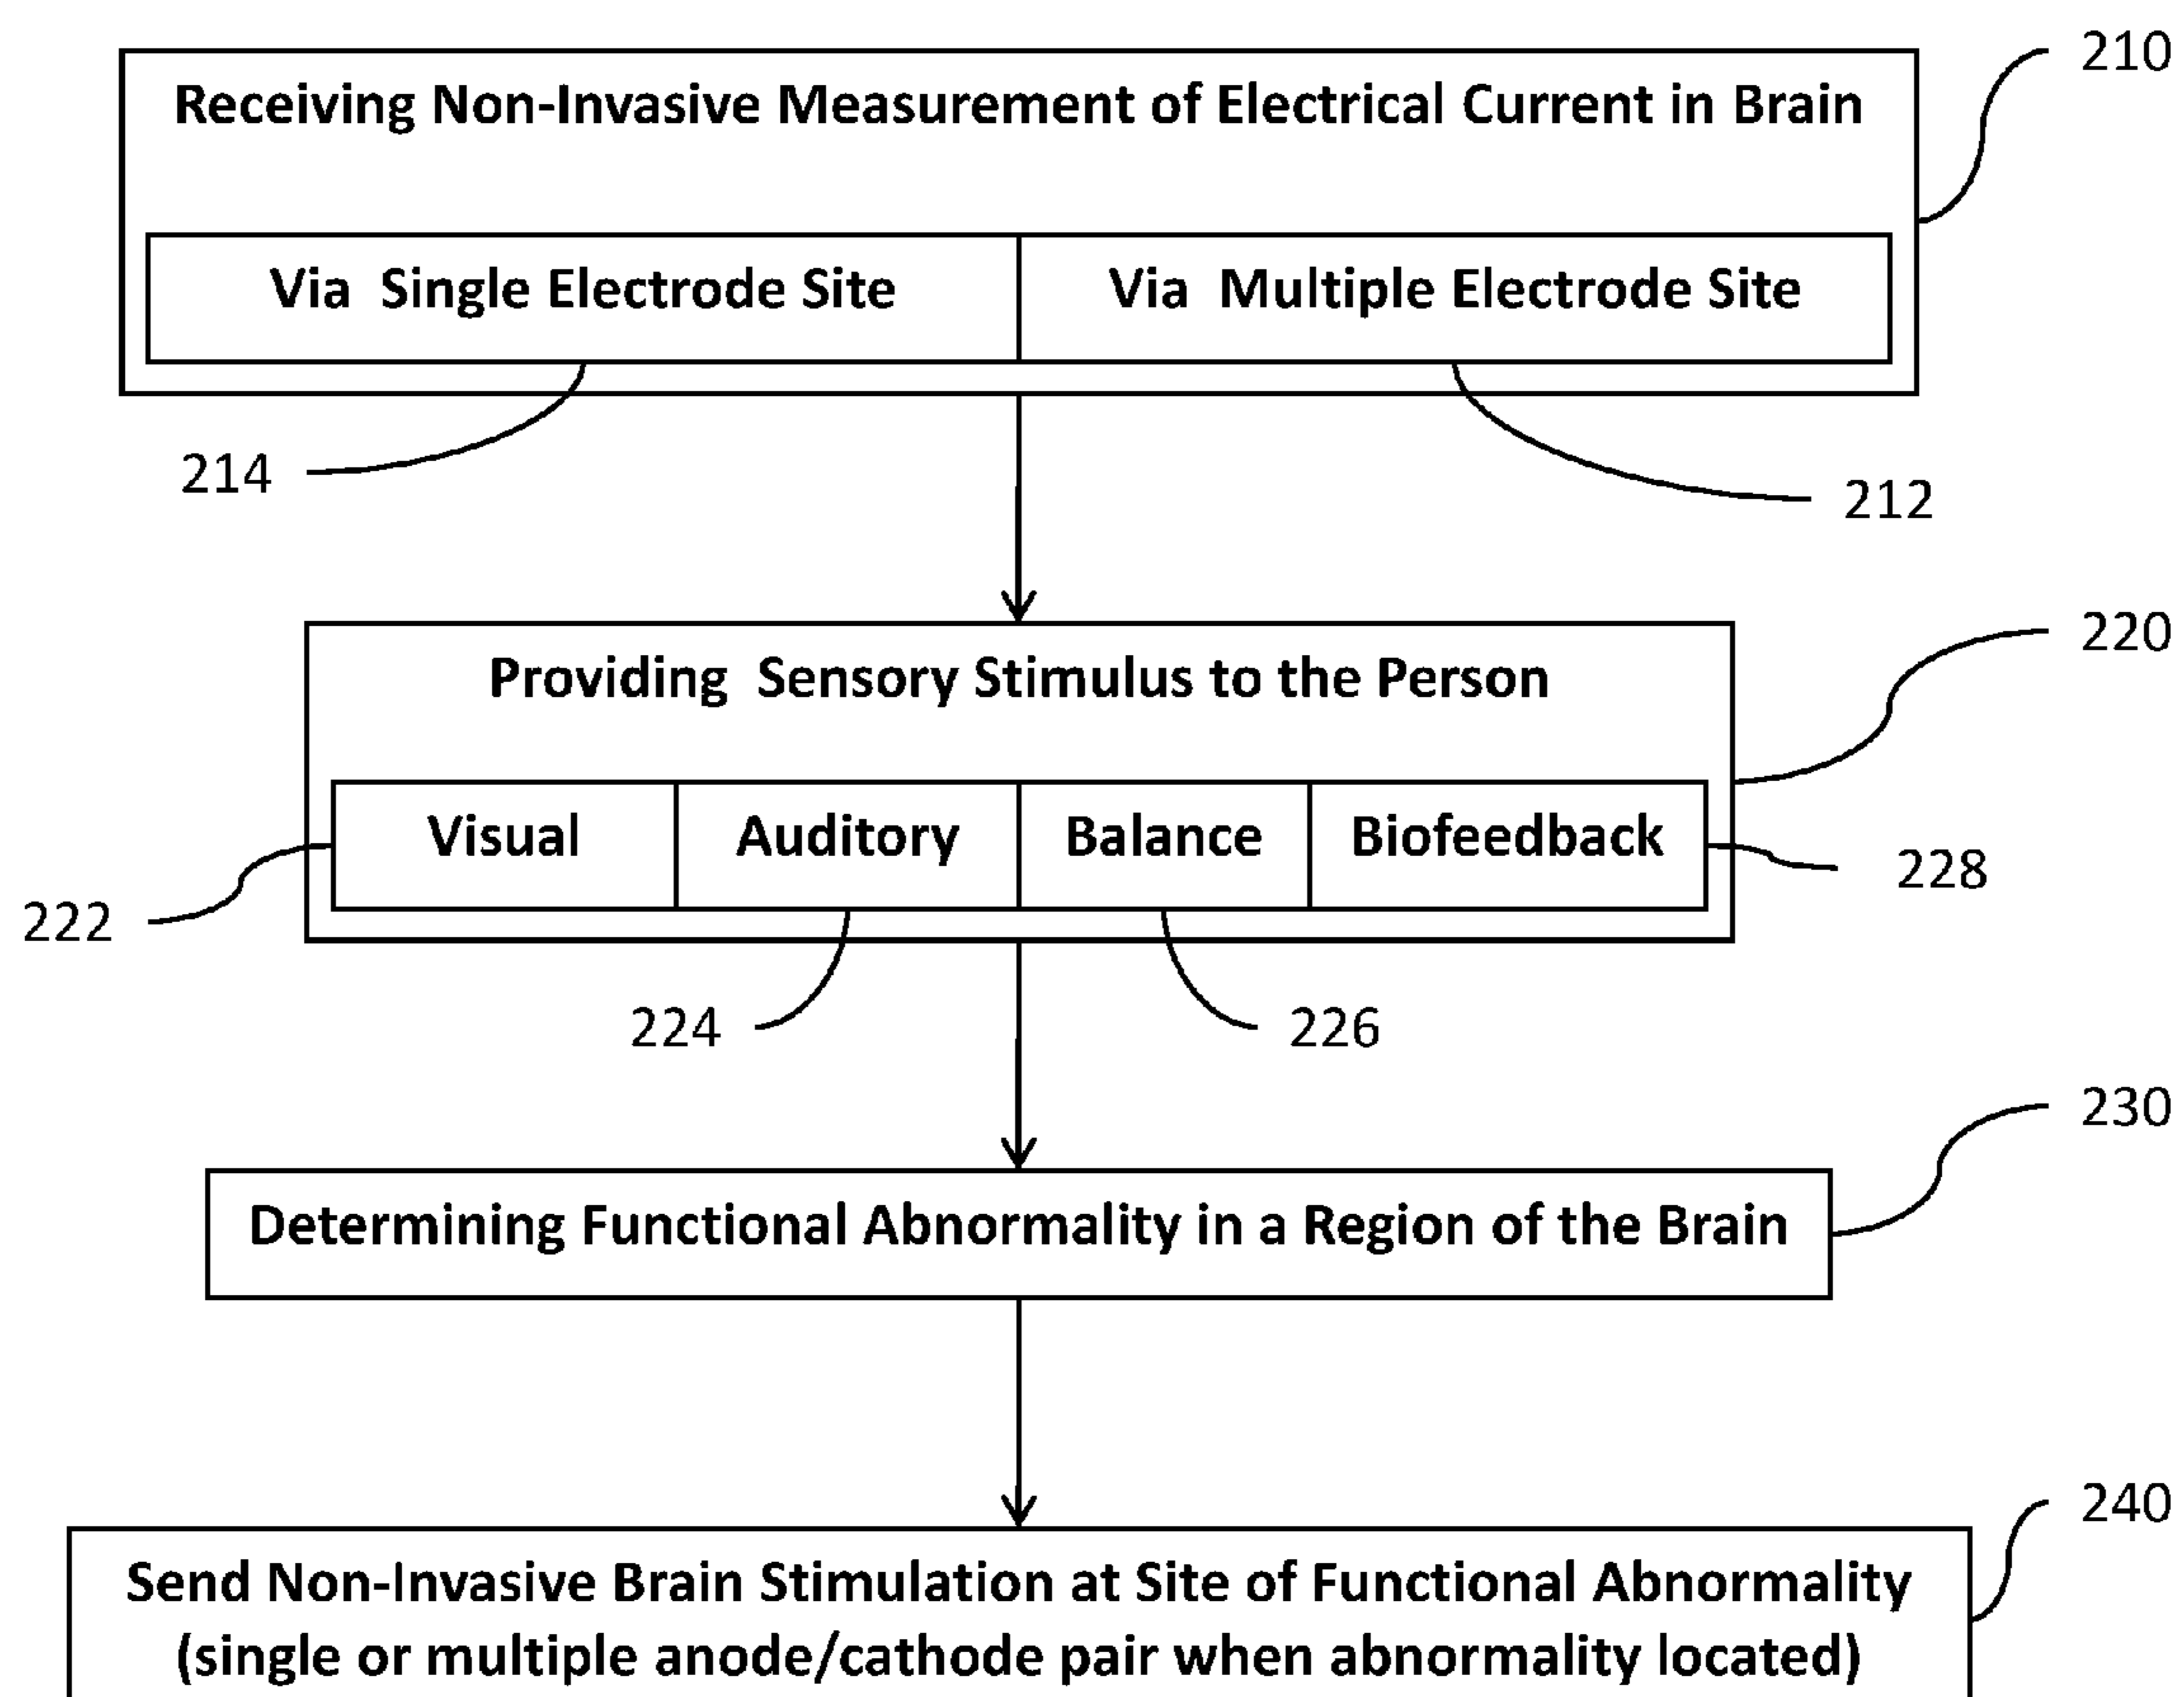 210
Receiving Non-Invasive Measurement of Electrical Current in Brain
Via Single Electrode Site
Via Multiple Electrode Site
214
212
220
Providing Sensory Stimulus to the Person
Visual
Auditory
Balance
Biofeedback
222
228
224
226
230
Determining Functional Abnormality in a Region of the Brain
240
Send Non-Invasive Brain Stimulation at Site of Functional Abnormality
(single or multiple anode/cathode pair when abnormality located)